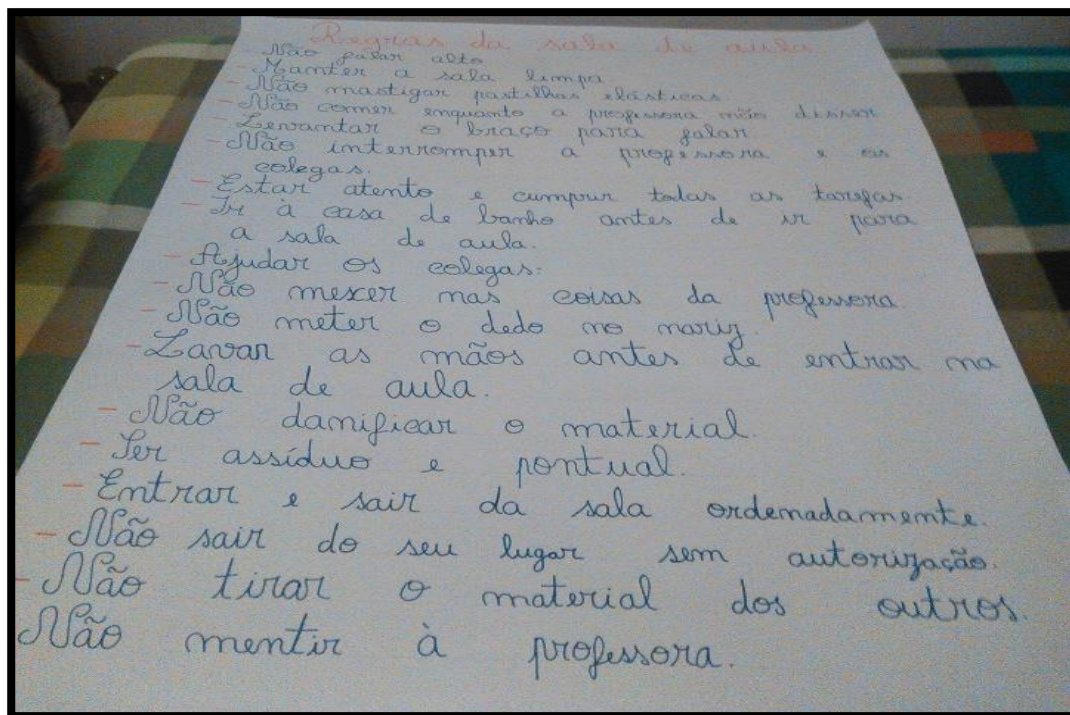 Regras da sala de aula
- Não falar alto
- Manter a sala limpa.
- Não mastigar pastilhas elásticas.
- Não comer enquanto a professora não disser
- Levantar o braço para falar
- Não interromper a professora e os
colegas.
- Estar atento e cumprir todas as tarefas
- Ir à casa de banho antes de ir para
a sala de aula.
- Ajudar os colegas.
- Não mexer nas coisas da professora
- Não meter o dedo no nariz.
- Lavar as mãos antes de entrar na
sala de aula.
- Não danificar o material.
- Ser assíduo e pontual.
- Entrar e sair da sala ordenadamente.
- Não sair do seu lugar sem autorização.
- Não tirar o material dos outros.
Não mentir à professora.